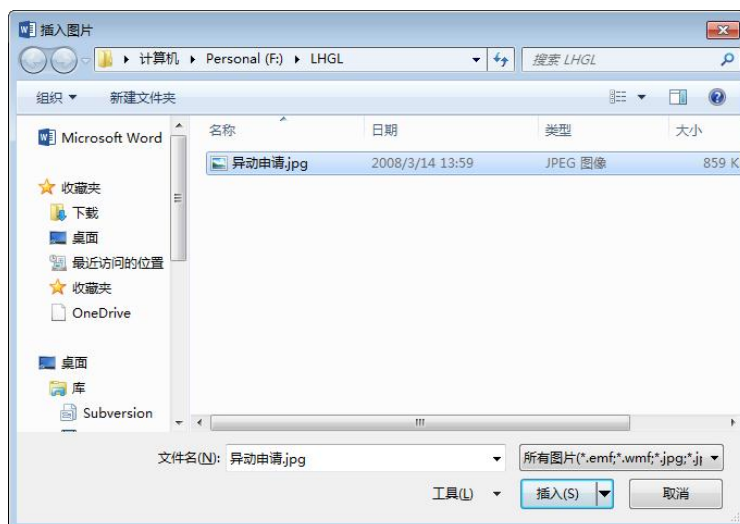 插入图片
计算机 Personal (F:) LHGL
搜索 LHGL
组织 新建文件夹
名称 日期 类型 大小
Microsoft Word
异动申请.jpg 2008/3/14 13:59 JPEG 图像 859 K
收藏夹
下载
桌面
最近访问的位置
收藏夹
OneDrive
桌面
库
Subversion
文件名(N): 异动申请.jpg 所有图片(*.emf;*.wmf;*.jpg;*.j
工具(L) 插入(S) 取消